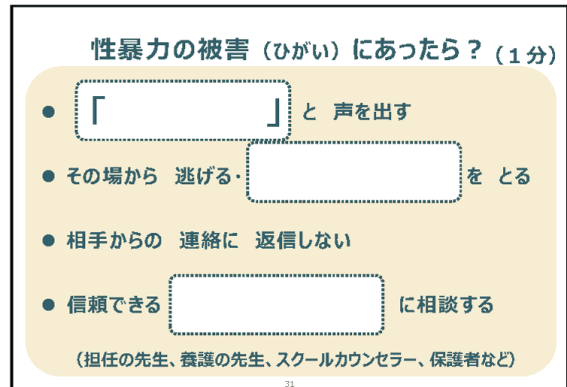 性暴力の被害(ひがい)にあったら?(1分)
● 「 」と 声を出す
● その場から 逃げる・ を とる
● 相手からの 連絡に 返信しない
● 信頼できる に相談する
(担任の先生、養護の先生、スクールカウンセラー、保護者など)
31